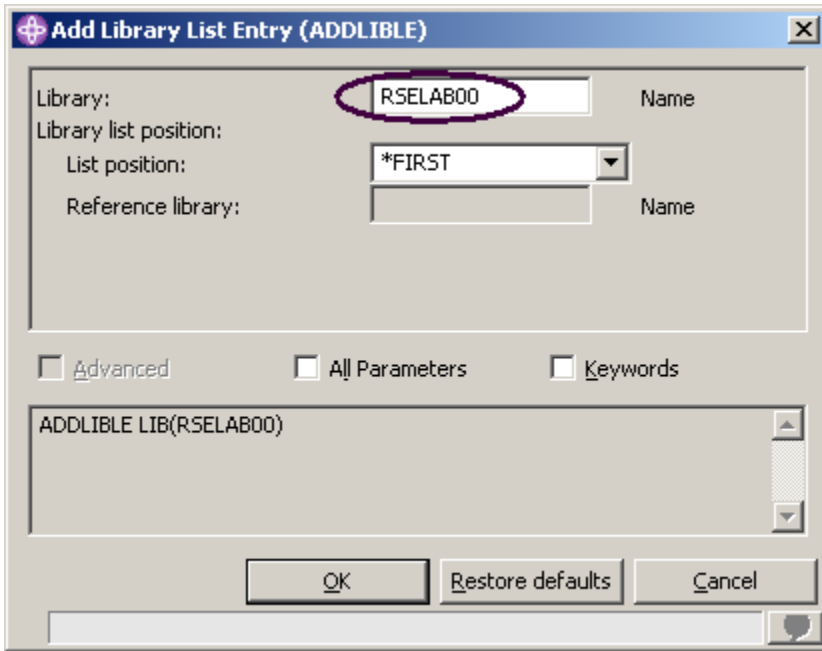 Add Library List Entry (ADDLIBLE)
Library: RSELAB00 Name
Library list position:
List position: *FIRST
Reference library: Name
Advanced All Parameters Keywords
ADDLIBLE LIB(RSELAB00)
OK Restore defaults Cancel